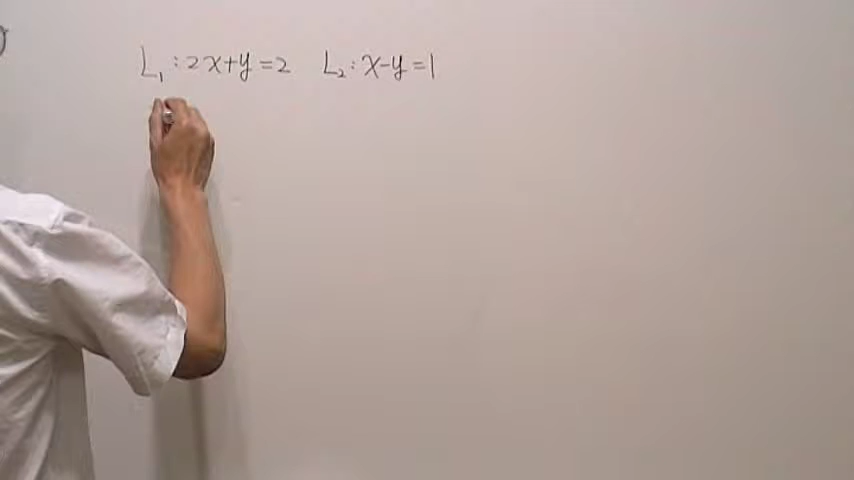 L₁ : 2x+y=2 L₂ : x-y=1